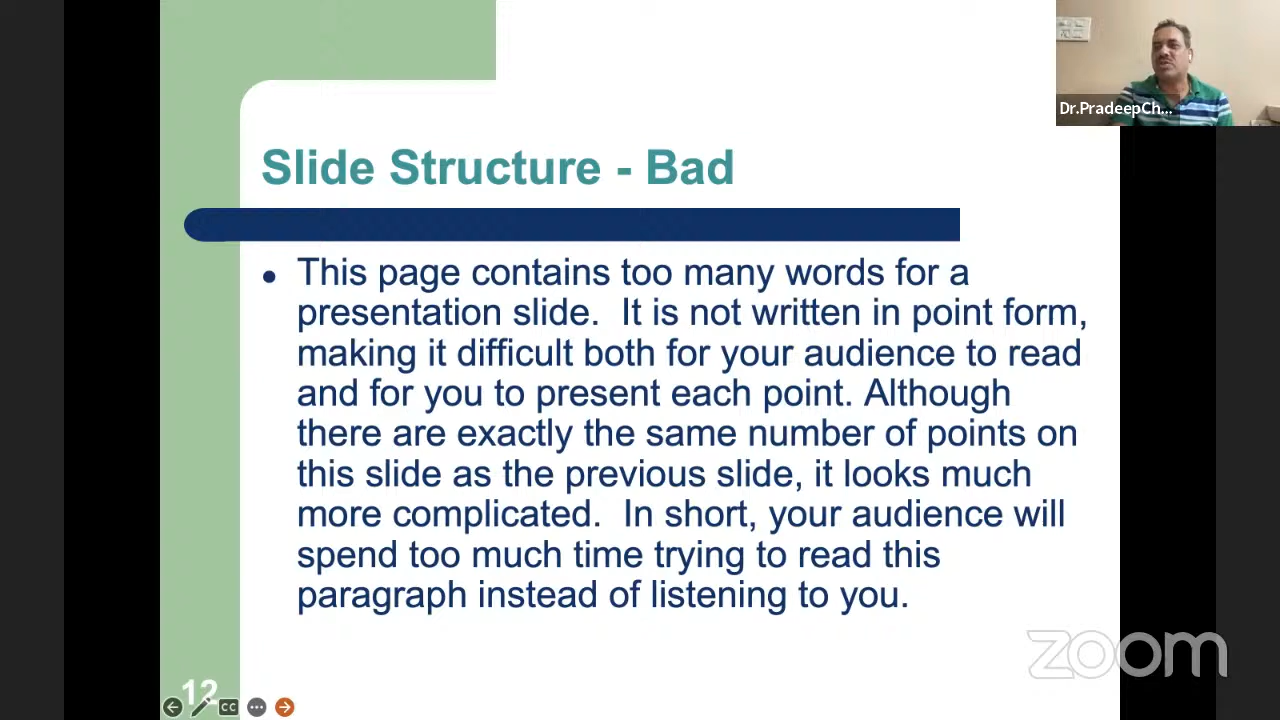 Dr.PradeepCh...
Slide Structure - Bad
• This page contains too many words for a
presentation slide.  It is not written in point form,
making it difficult both for your audience to read
and for you to present each point. Although
there are exactly the same number of points on
this slide as the previous slide, it looks much
more complicated.  In short, your audience will
spend too much time trying to read this
paragraph instead of listening to you.
zoom
12
CC